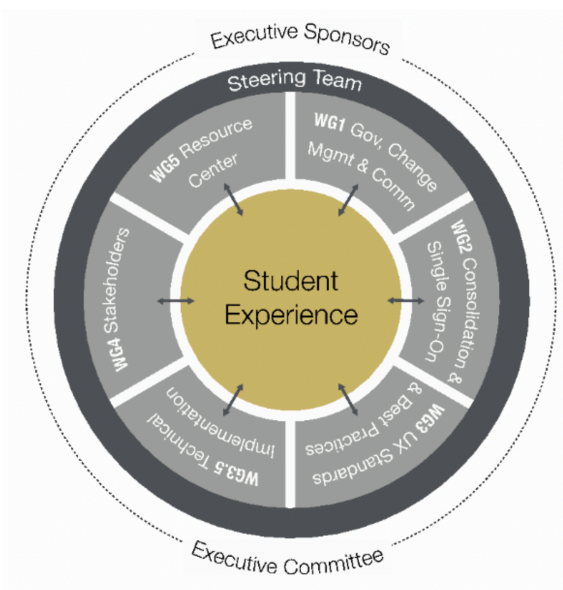 Executive Sponsors
Steering Team
WG1 Gov, Change
Mgmt & Comm
WG2 Consolidation &
Single Sign-On
WG3 UX Standards
& Best Practices
WG3.5 Technical
Implementation
WG4 Stakeholders
WG5 Resource
Center
Student
Experience
Executive Committee